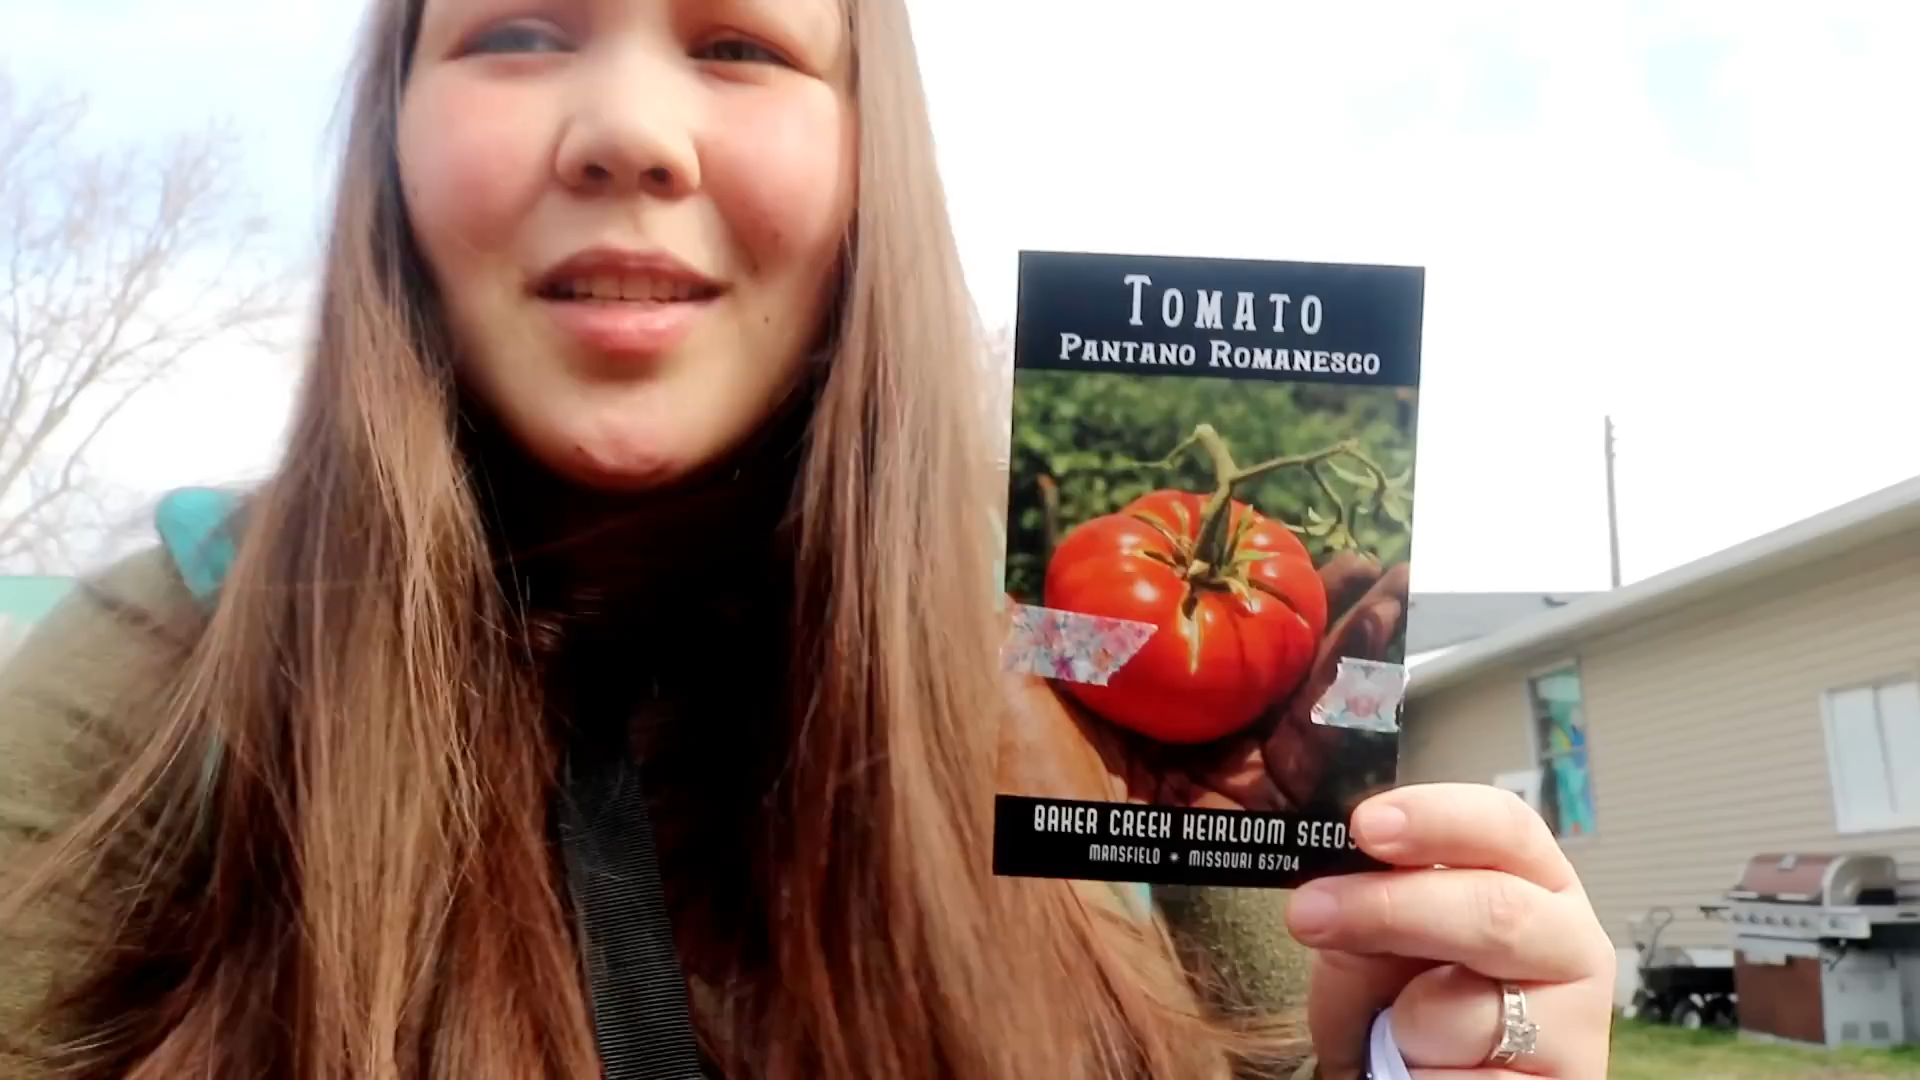 TOMATO
PANTANO ROMANESCO
BAKER CREEK HEIRLOOM SEEDS
MANSFIELD * MISSOURI 65704